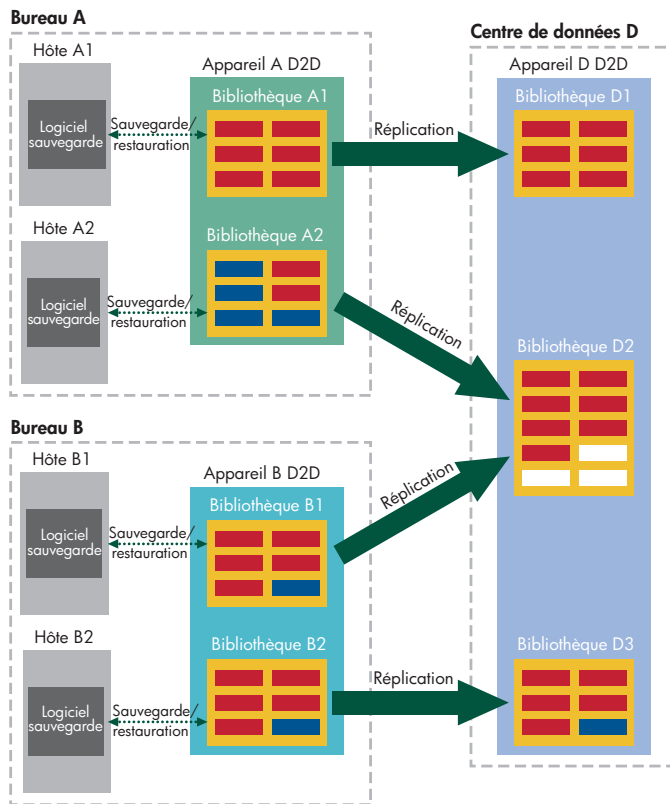 Bureau A
Centre de données D
Hôte A1
Appareil A D2D
Appareil D D2D
Bibliothèque A1
Bibliothèque D1
Logiciel
sauvegarde
Sauvegarde/
restauration
Réplication
Hôte A2
Bibliothèque A2
Logiciel
sauvegarde
Sauvegarde/
restauration
Réplication
Bibliothèque D2
Bureau B
Hôte B1
Appareil B D2D
Bibliothèque B1
Logiciel
sauvegarde
Sauvegarde/
restauration
Réplication
Hôte B2
Bibliothèque B2
Bibliothèque D3
Logiciel
sauvegarde
Sauvegarde/
restauration
Réplication